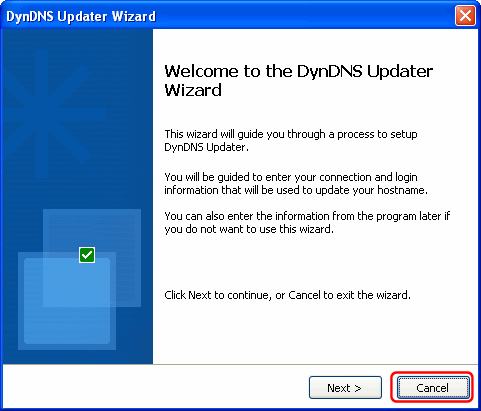 DynDNS Updater Wizard
Welcome to the DynDNS Updater
Wizard
This wizard will guide you through a process to setup
DynDNS Updater.
You will be guided to enter your connection and login
information that will be used to update your hostname.
You can also enter the information from the program later if
you do not want to use this wizard.
Click Next to continue, or Cancel to exit the wizard.
Next >
Cancel